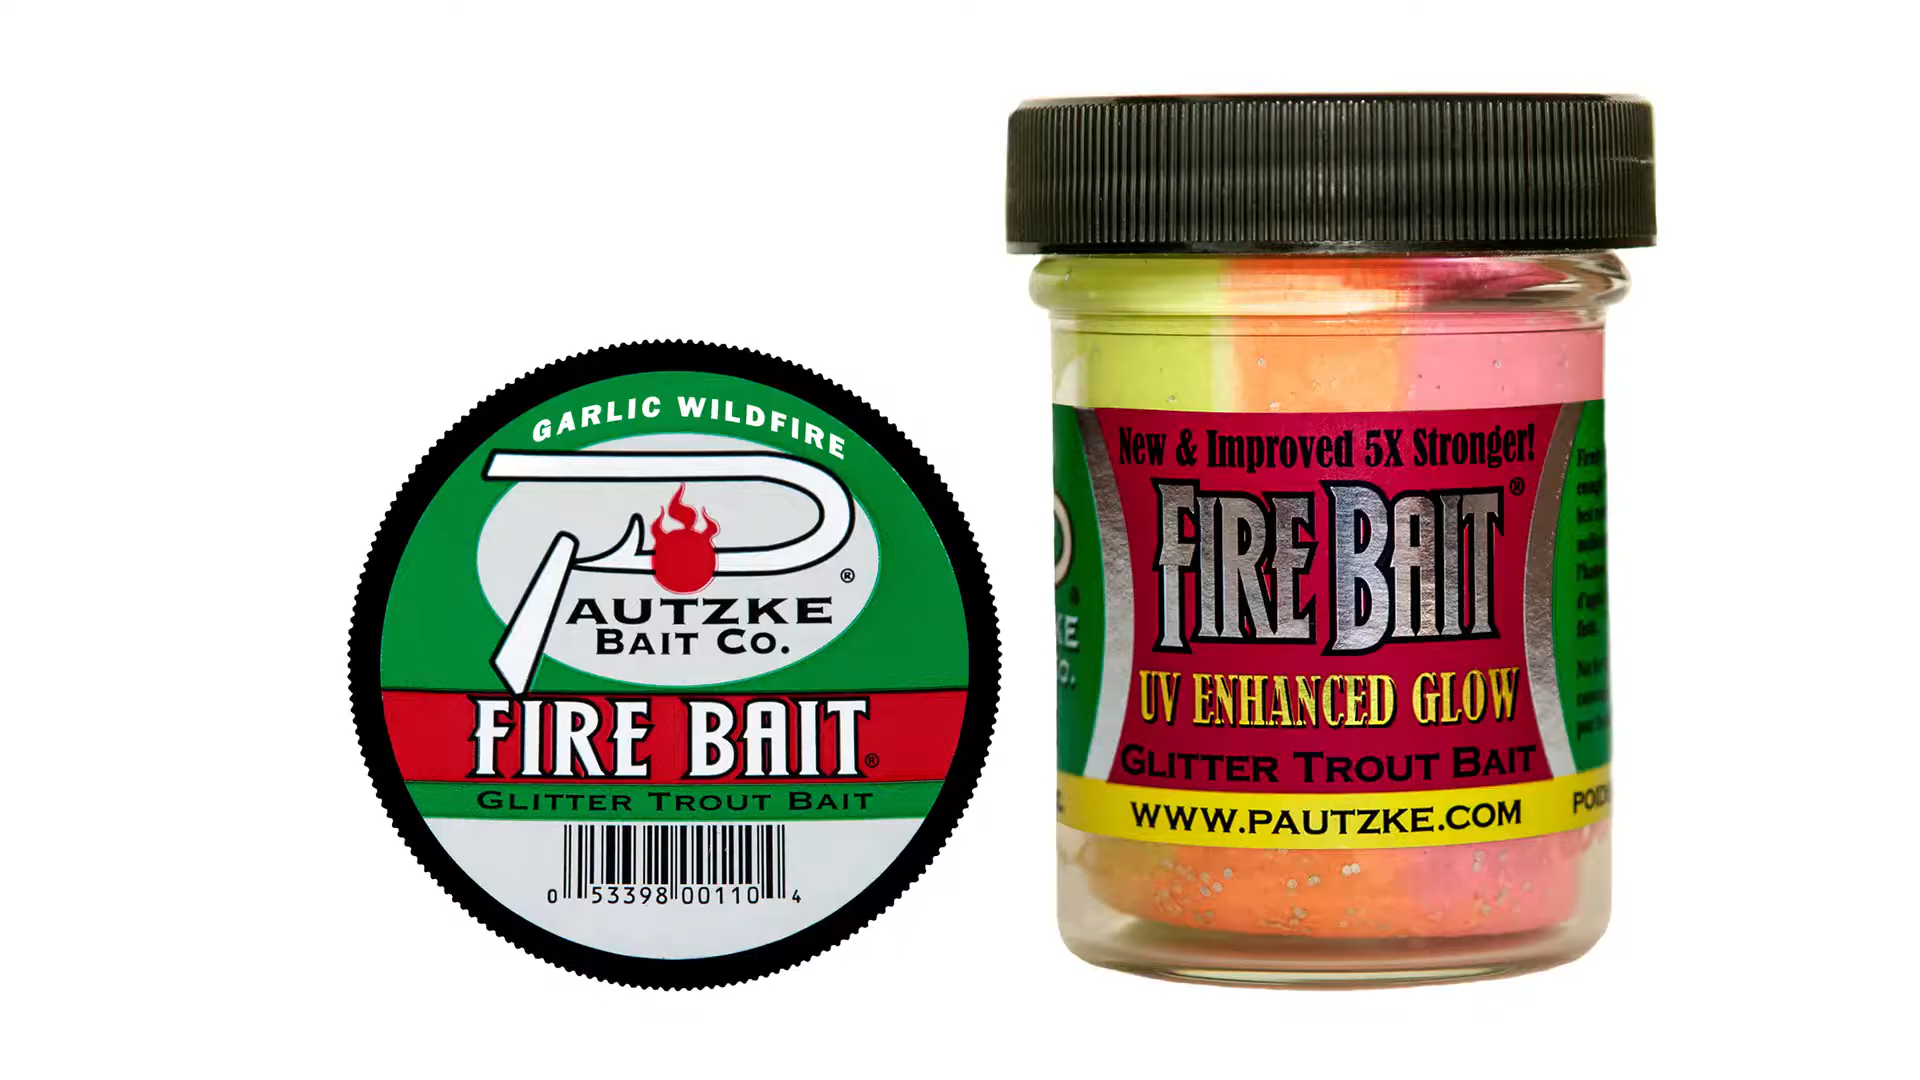 GARLIC WILDFIRE
PAUTZKE
BAIT CO.
®
FIRE BAIT®
GLITTER TROUT BAIT
0 53398 00110 4
New & Improved 5X Stronger!
FIRE BAIT®
UV ENHANCED GLOW
GLITTER TROUT BAIT
WWW.PAUTZKE.COM